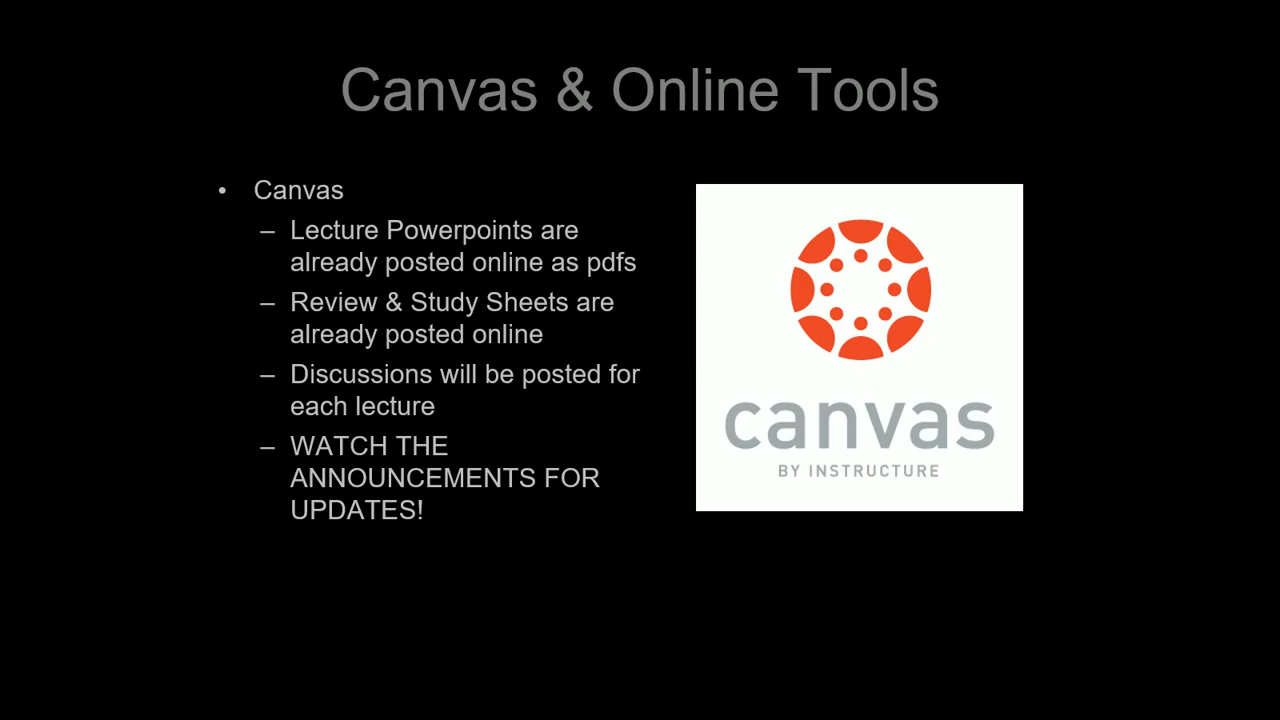 Canvas & Online Tools
• Canvas
– Lecture Powerpoints are
already posted online as pdfs
– Review & Study Sheets are
already posted online
– Discussions will be posted for
each lecture
– WATCH THE
ANNOUNCEMENTS FOR
UPDATES!
canvas
BY INSTRUCTURE